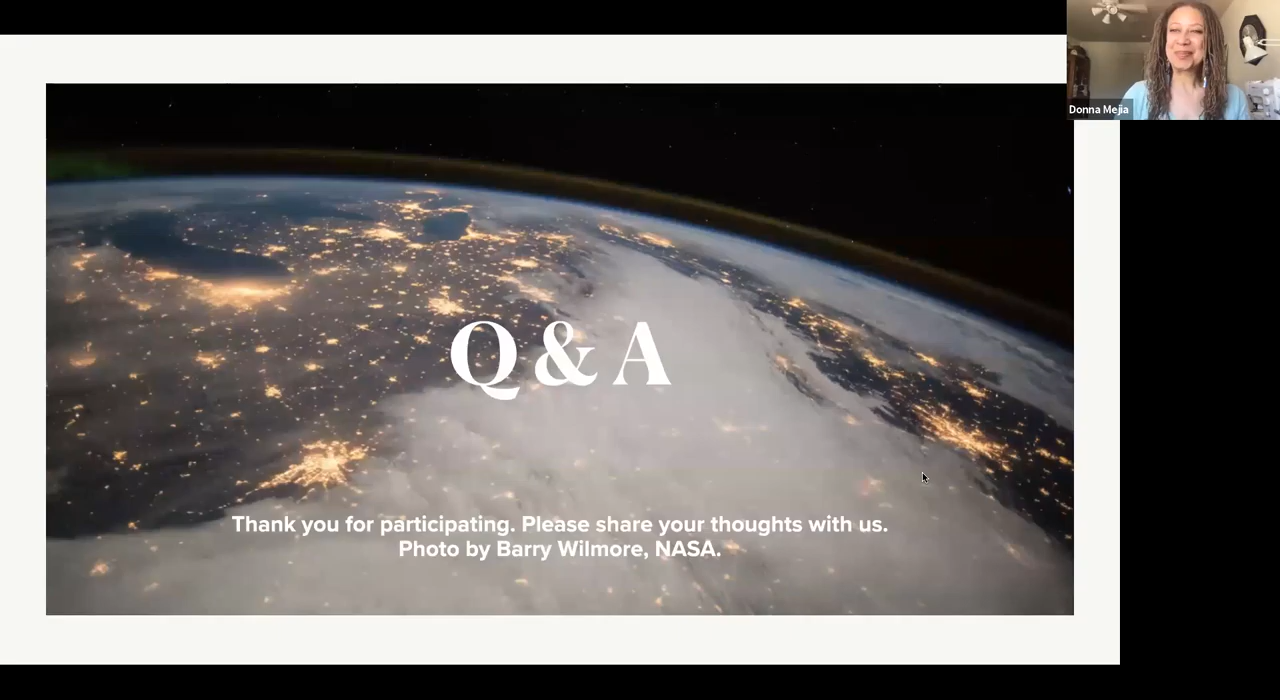 Donna Mejia
Q & A
Thank you for participating. Please share your thoughts with us.
Photo by Barry Wilmore, NASA.